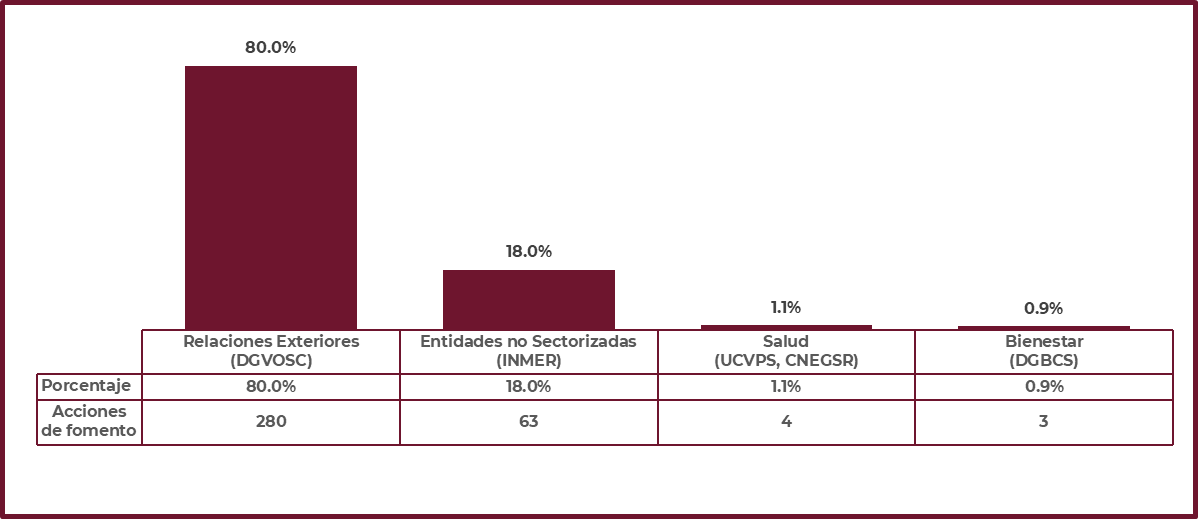 80.0%
18.0%
1.1%
0.9%
Relaciones Exteriores
(DGVOSC)
Entidades no Sectorizadas
(INMER)
Salud
(UCVPS, CNEGSR)
Bienestar
(DGBCS)
Porcentaje 80.0% 18.0% 1.1% 0.9%
Acciones
de fomento 280 63 4 3